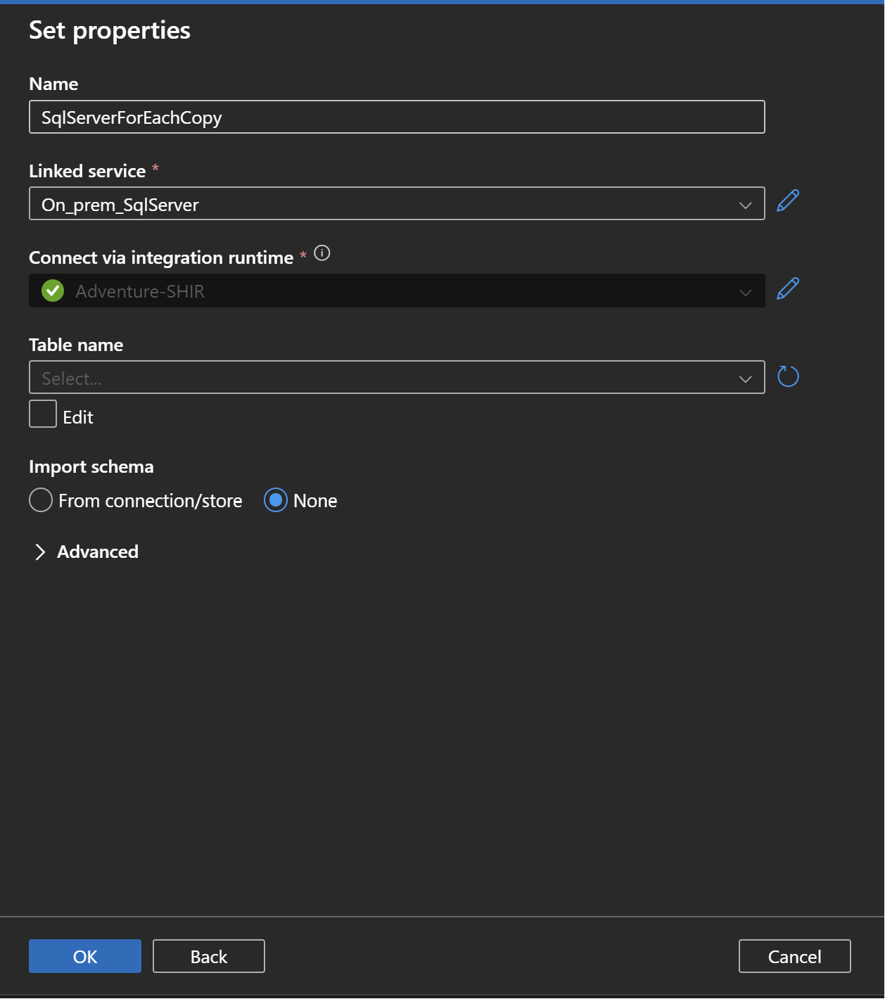 Set properties
Name
SqlServerForEachCopy
Linked service *
On_prem_SqlServer
Connect via integration runtime *
Adventure-SHIR
Table name
Select...
Edit
Import schema
From connection/store None
Advanced
OK Back Cancel